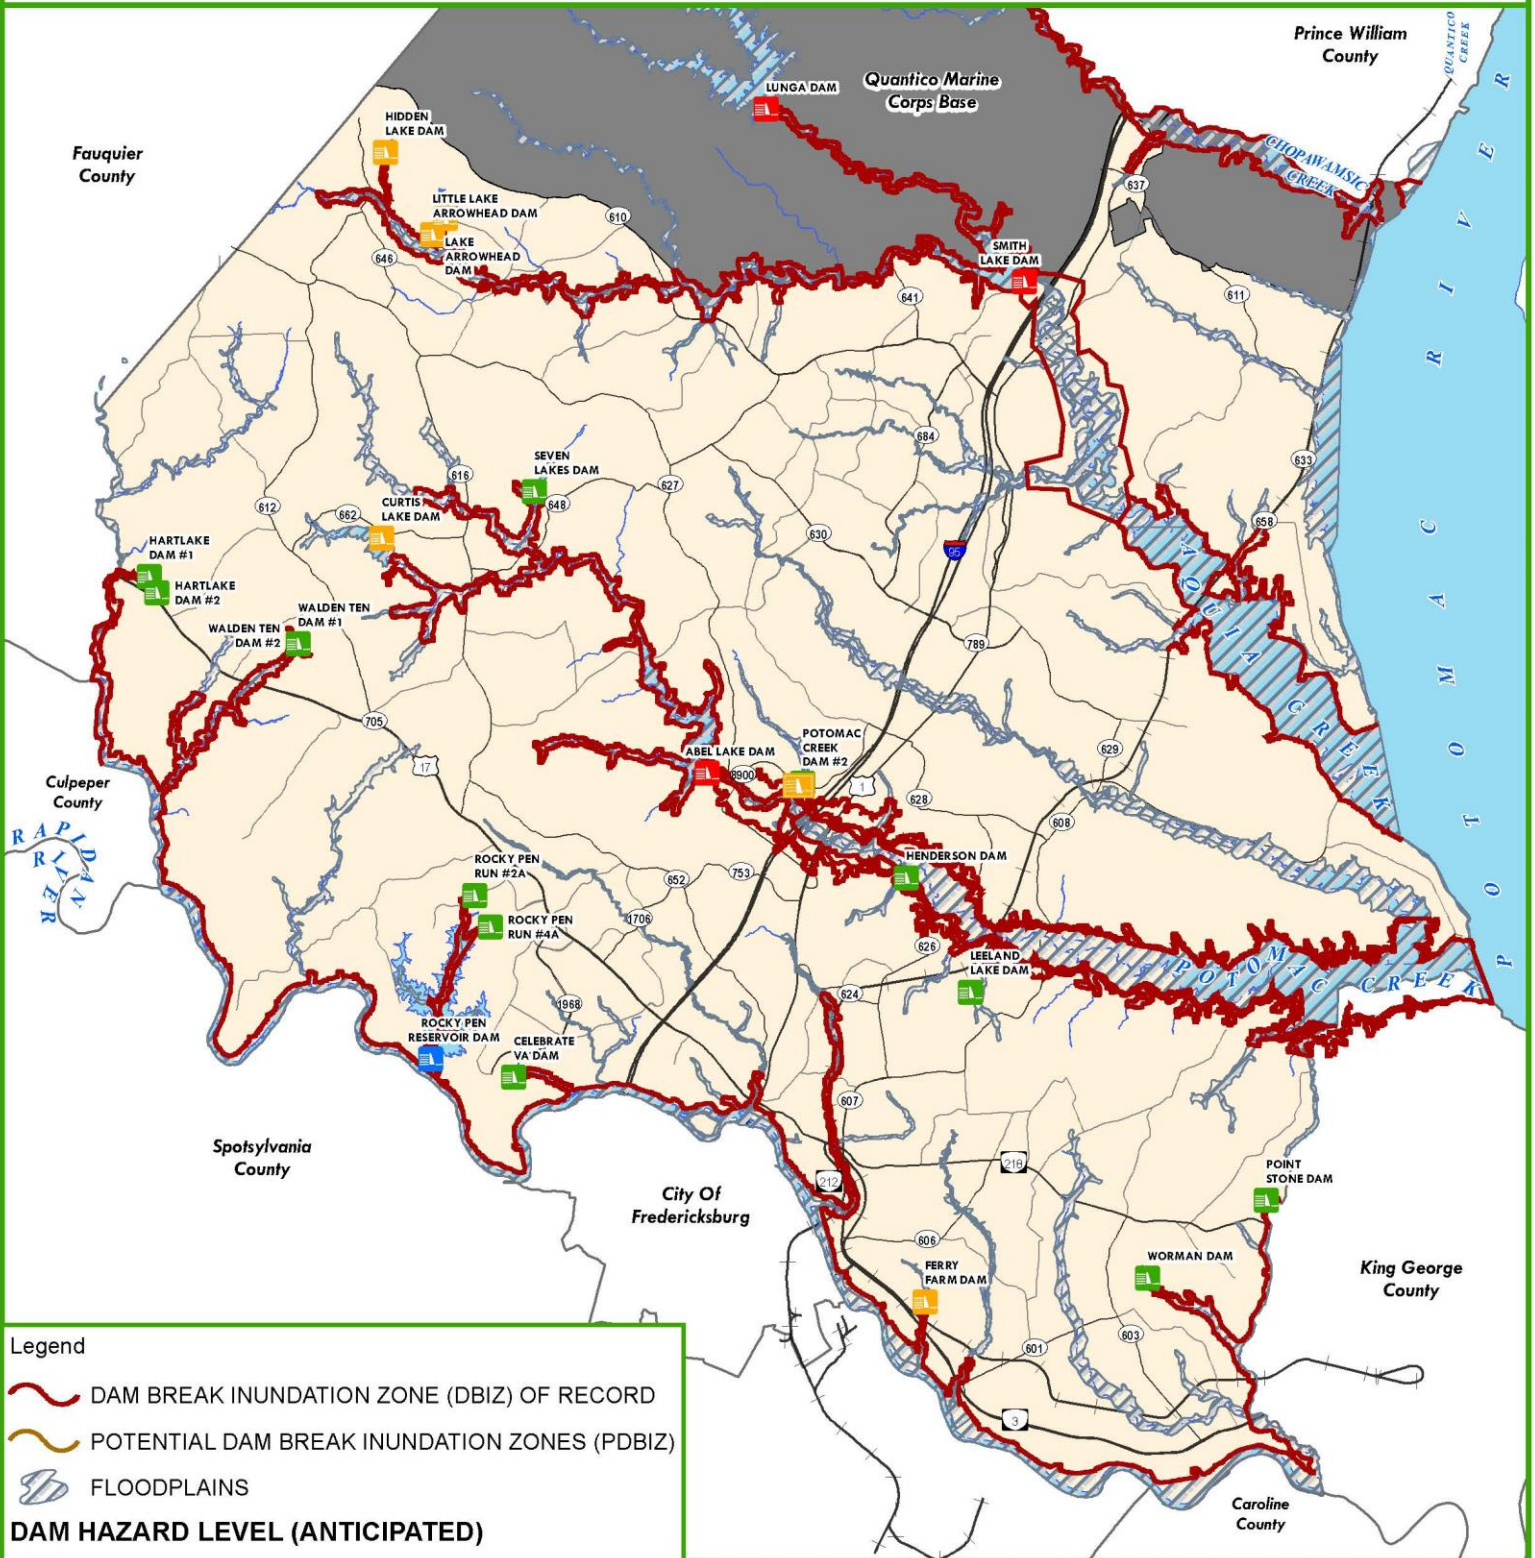 Prince William
County
QUANTICO
CREEK
Quantico Marine
Corps Base
LUNGA DAM
HIDDEN
LAKE DAM
Fauquier
County
CHOPAWAMSIC
CREEK
637
LITTLE LAKE
ARROWHEAD DAM
610
LAKE
ARROWHEAD
DAM
646
SMITH
LAKE DAM
641
611
POTOMAC RIVER
684
SEVEN
LAKES DAM
616
648
627
633
CURTIS
LAKE DAM
662
612
630
658
95
HARTLAKE
DAM #1
HARTLAKE
DAM #2
WALDEN TEN
DAM #1
WALDEN TEN
DAM #2
AQUIA CREEK
789
705
17
629
ABEL LAKE DAM
8900
POTOMAC
CREEK
DAM #2
1
628
608
Culpeper
County
RAPIDAN
RIVER
HENDERSON DAM
ROCKY PEN
RUN #2A
652
753
ROCKY PEN
RUN #4A
1706
626
LEELAND
LAKE DAM
POTOMAC CREEK
624
1968
ROCKY PEN
RESERVOIR DAM
CELEBRATE
VA DAM
607
Spotsylvania
County
City Of
Fredericksburg
212
218
POINT
STONE DAM
606
FERRY
FARM DAM
WORMAN DAM
King George
County
603
601
3
Caroline
County
Legend
DAM BREAK INUNDATION ZONE (DBIZ) OF RECORD
POTENTIAL DAM BREAK INUNDATION ZONES (PDBIZ)
FLOODPLAINS
DAM HAZARD LEVEL (ANTICIPATED)